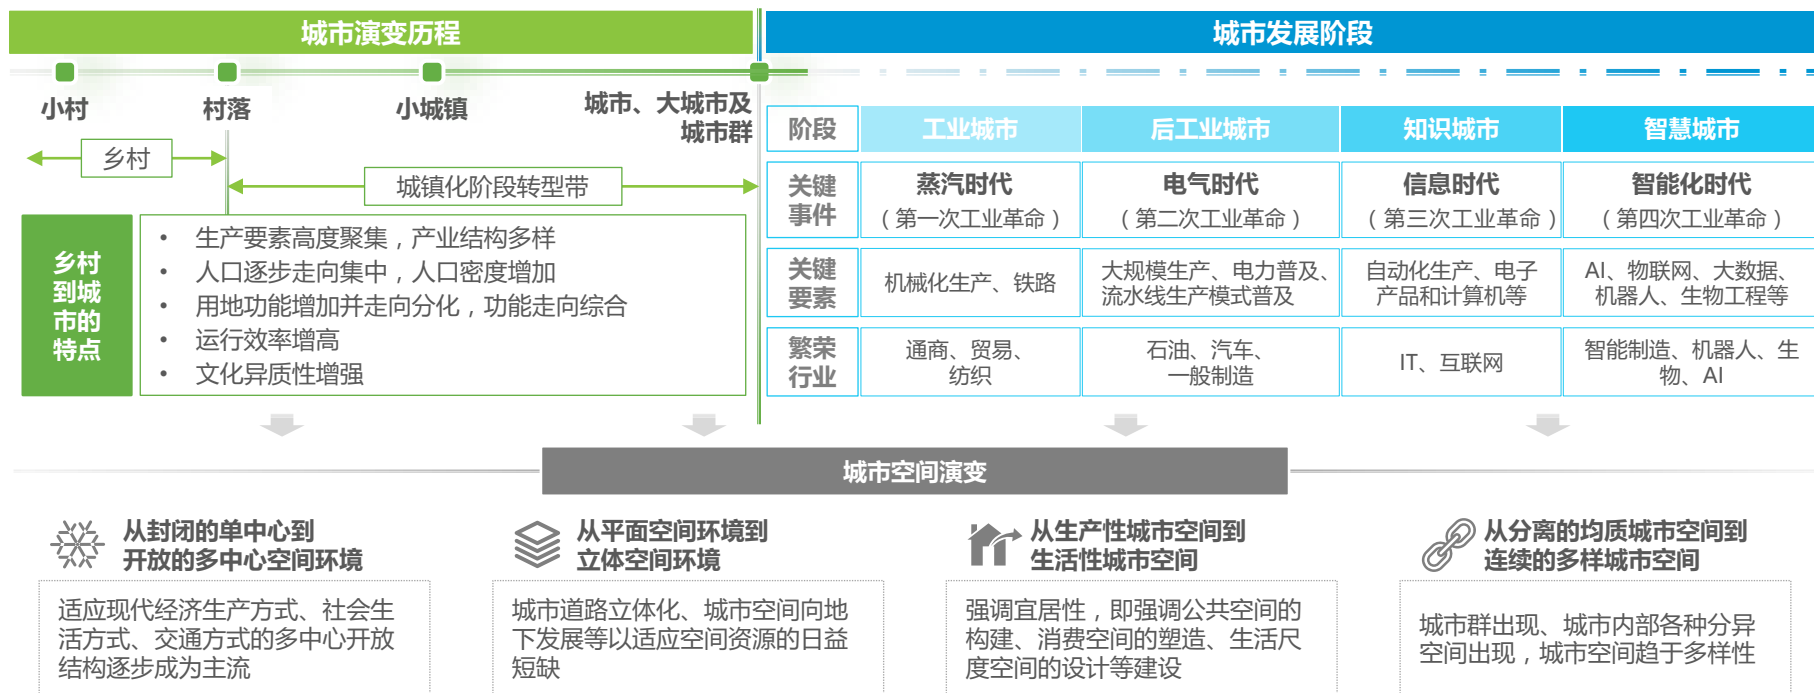 城市演变历程
小村
村落
小城镇
城市、大城市及
城市群
乡村
城镇化阶段转型带
乡村
到城
市的
特点
• 生产要素高度聚集，产业结构多样
• 人口逐步走向集中，人口密度增加
• 用地功能增加并走向分化，功能走向综合
• 运行效率增高
• 文化异质性增强
城市发展阶段
阶段
工业城市
后工业城市
知识城市
智慧城市
关键
事件
蒸汽时代
（第一次工业革命）
电气时代
（第二次工业革命）
信息时代
（第三次工业革命）
智能化时代
（第四次工业革命）
关键
要素
机械化生产、铁路
大规模生产、电力普及、
流水线生产模式普及
自动化生产、电子
产品和计算机等
AI、物联网、大数据、
机器人、生物工程等
繁荣
行业
通商、贸易、
纺织
石油、汽车、
一般制造
IT、互联网
智能制造、机器人、生
物、AI
城市空间演变
从封闭的单中心到
开放的多中心空间环境
适应现代经济生产方式、社会生
活方式、交通方式的多中心开放
结构逐步成为主流
从平面空间环境到
立体空间环境
城市道路立体化、城市空间向地
下发展等以适应空间资源的日益
短缺
从生产性城市空间到
生活性城市空间
强调宜居性，即强调公共空间的
构建、消费空间的塑造、生活尺
度空间的设计等建设
从分离的均质城市空间到
连续的多样城市空间
城市群出现、城市内部各种分异
空间出现，城市空间趋于多样性